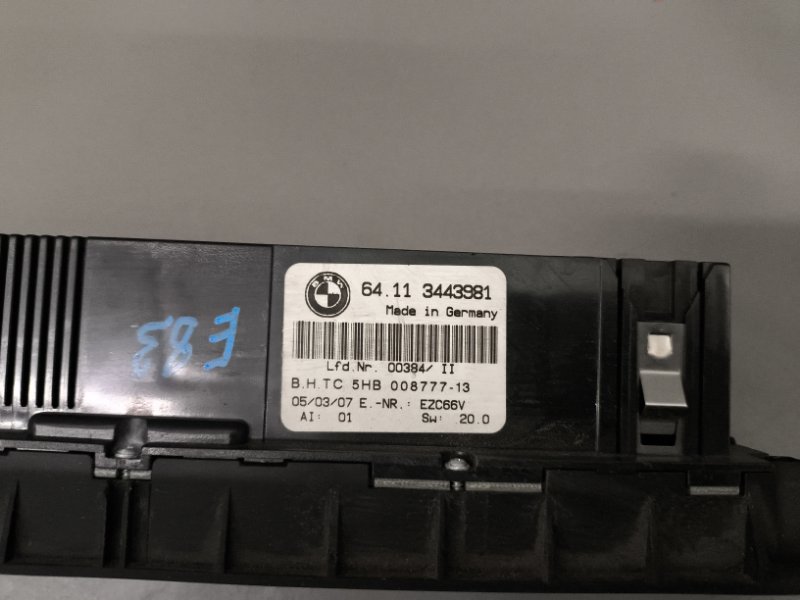 BMW
64.11 3443981
Made in Germany
Lfd.Nr. 00384/ II
B.H.TC 5HB 008777-13
05/03/07 E.-NR.: EZC66V
AI: 01 SW: 20.0
E83